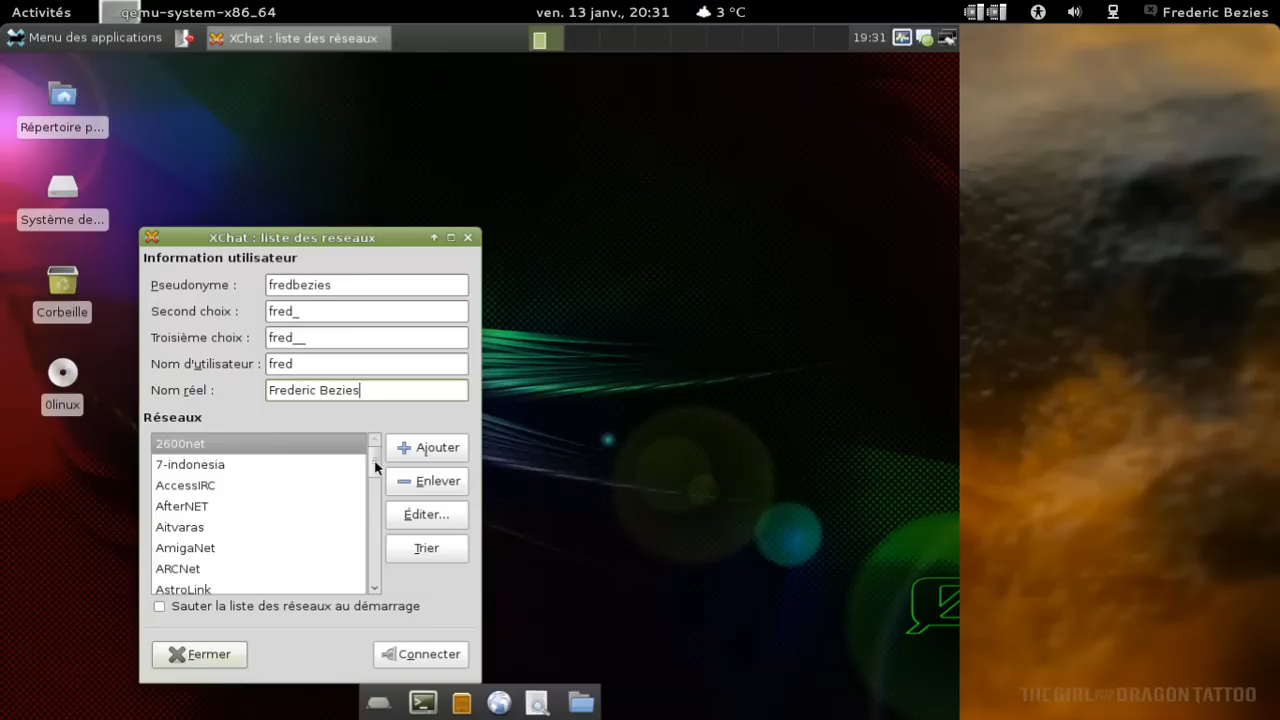 Activités
qemu-system-x86_64
ven. 13 janv., 20:31
3 °C
Frederic Bezies
Menu des applications
XChat : liste des réseaux
19:31
Répertoire p...
Système de...
Corbeille
0linux
XChat : liste des reseaux
Information utilisateur
Pseudonyme :
fredbezies
Second choix :
fred_
Troisième choix :
fred__
Nom d'utilisateur :
fred
Nom réel :
Frederic Bezies
Réseaux
2600net
7-indonesia
AccessIRC
AfterNET
Aitvaras
AmigaNet
ARCNet
AstroLink
Ajouter
Enlever
Éditer...
Trier
Sauter la liste des réseaux au démarrage
Fermer
Connecter
THE GIRL WITH THE DRAGON TATTOO